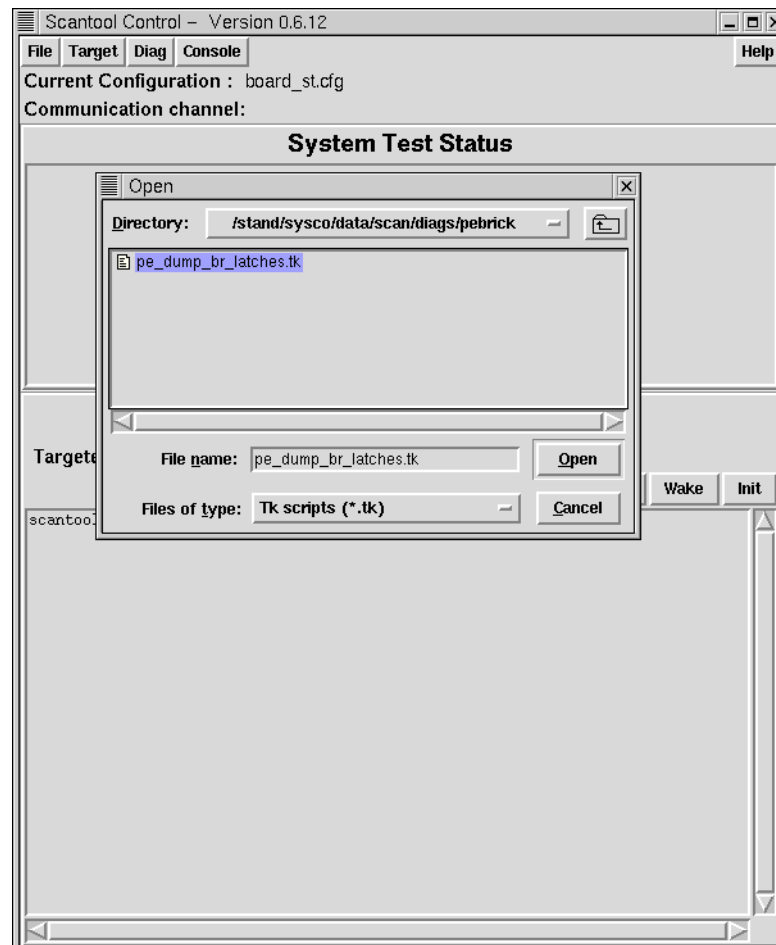 Scantool Control – Version 0.6.12
File Target Diag Console Help
Current Configuration : board_st.cfg
Communication channel:
System Test Status
Open
Directory: /stand/sysco/data/scan/diags/pebrick
pe_dump_br_latches.tk
File name: pe_dump_br_latches.tk Open
Files of type: Tk scripts (*.tk) Cancel
Wake Init